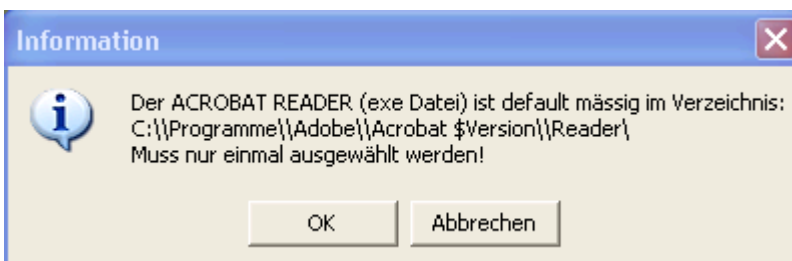 Information
Der ACROBAT READER (exe Datei) ist default mässig im Verzeichnis:
C:\\Programme\\Adobe\\Acrobat $Version\\Reader\
Muss nur einmal ausgewählt werden!
OK
Abbrechen